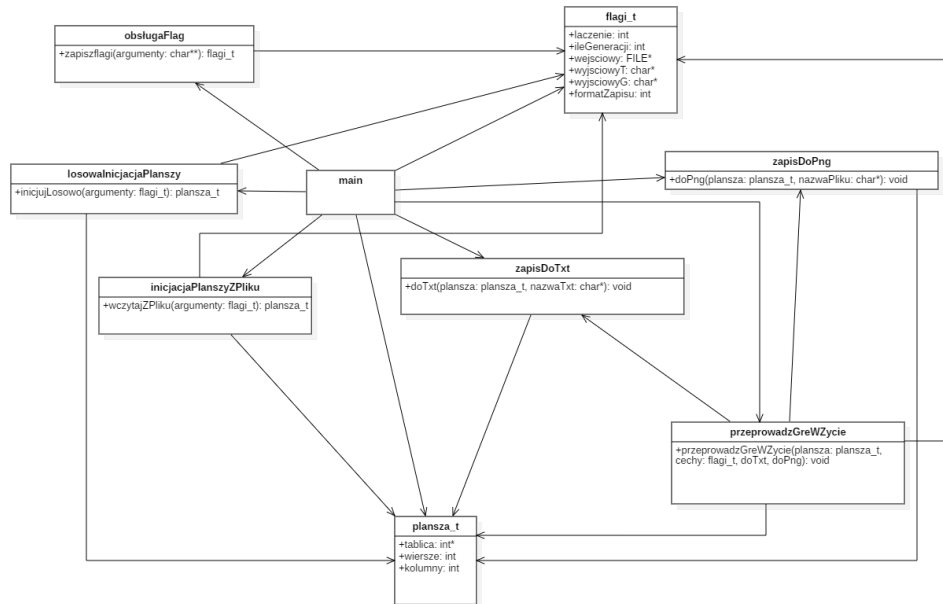 flagi_t
+laczenie: int
+ileGeneracji: int
+wejsciowy: FILE*
+wyjsciowyT: char*
+wyjsciowyG: char*
+formatZapisu: int
obsługaFlag
+zapiszflagi(argumenty: char**): flagi_t
losowaInicjacjaPlanszy
+inicjujLosowo(argumenty: flagi_t): plansza_t
main
zapisDoPng
+doPng(plansza: plansza_t, nazwaPliku: char*): void
inicjacjaPlanszyZPliku
+wczytajZPliku(argumenty: flagi_t): plansza_t
zapisDoTxt
+doTxt(plansza: plansza_t, nazwaTxt: char*): void
przeprowadzGreWZycie
+przeprowadzGreWZycie(plansza: plansza_t,
cechy: flagi_t, doTxt, doPng): void
plansza_t
+tablica: int*
+wiersze: int
+kolumny: int